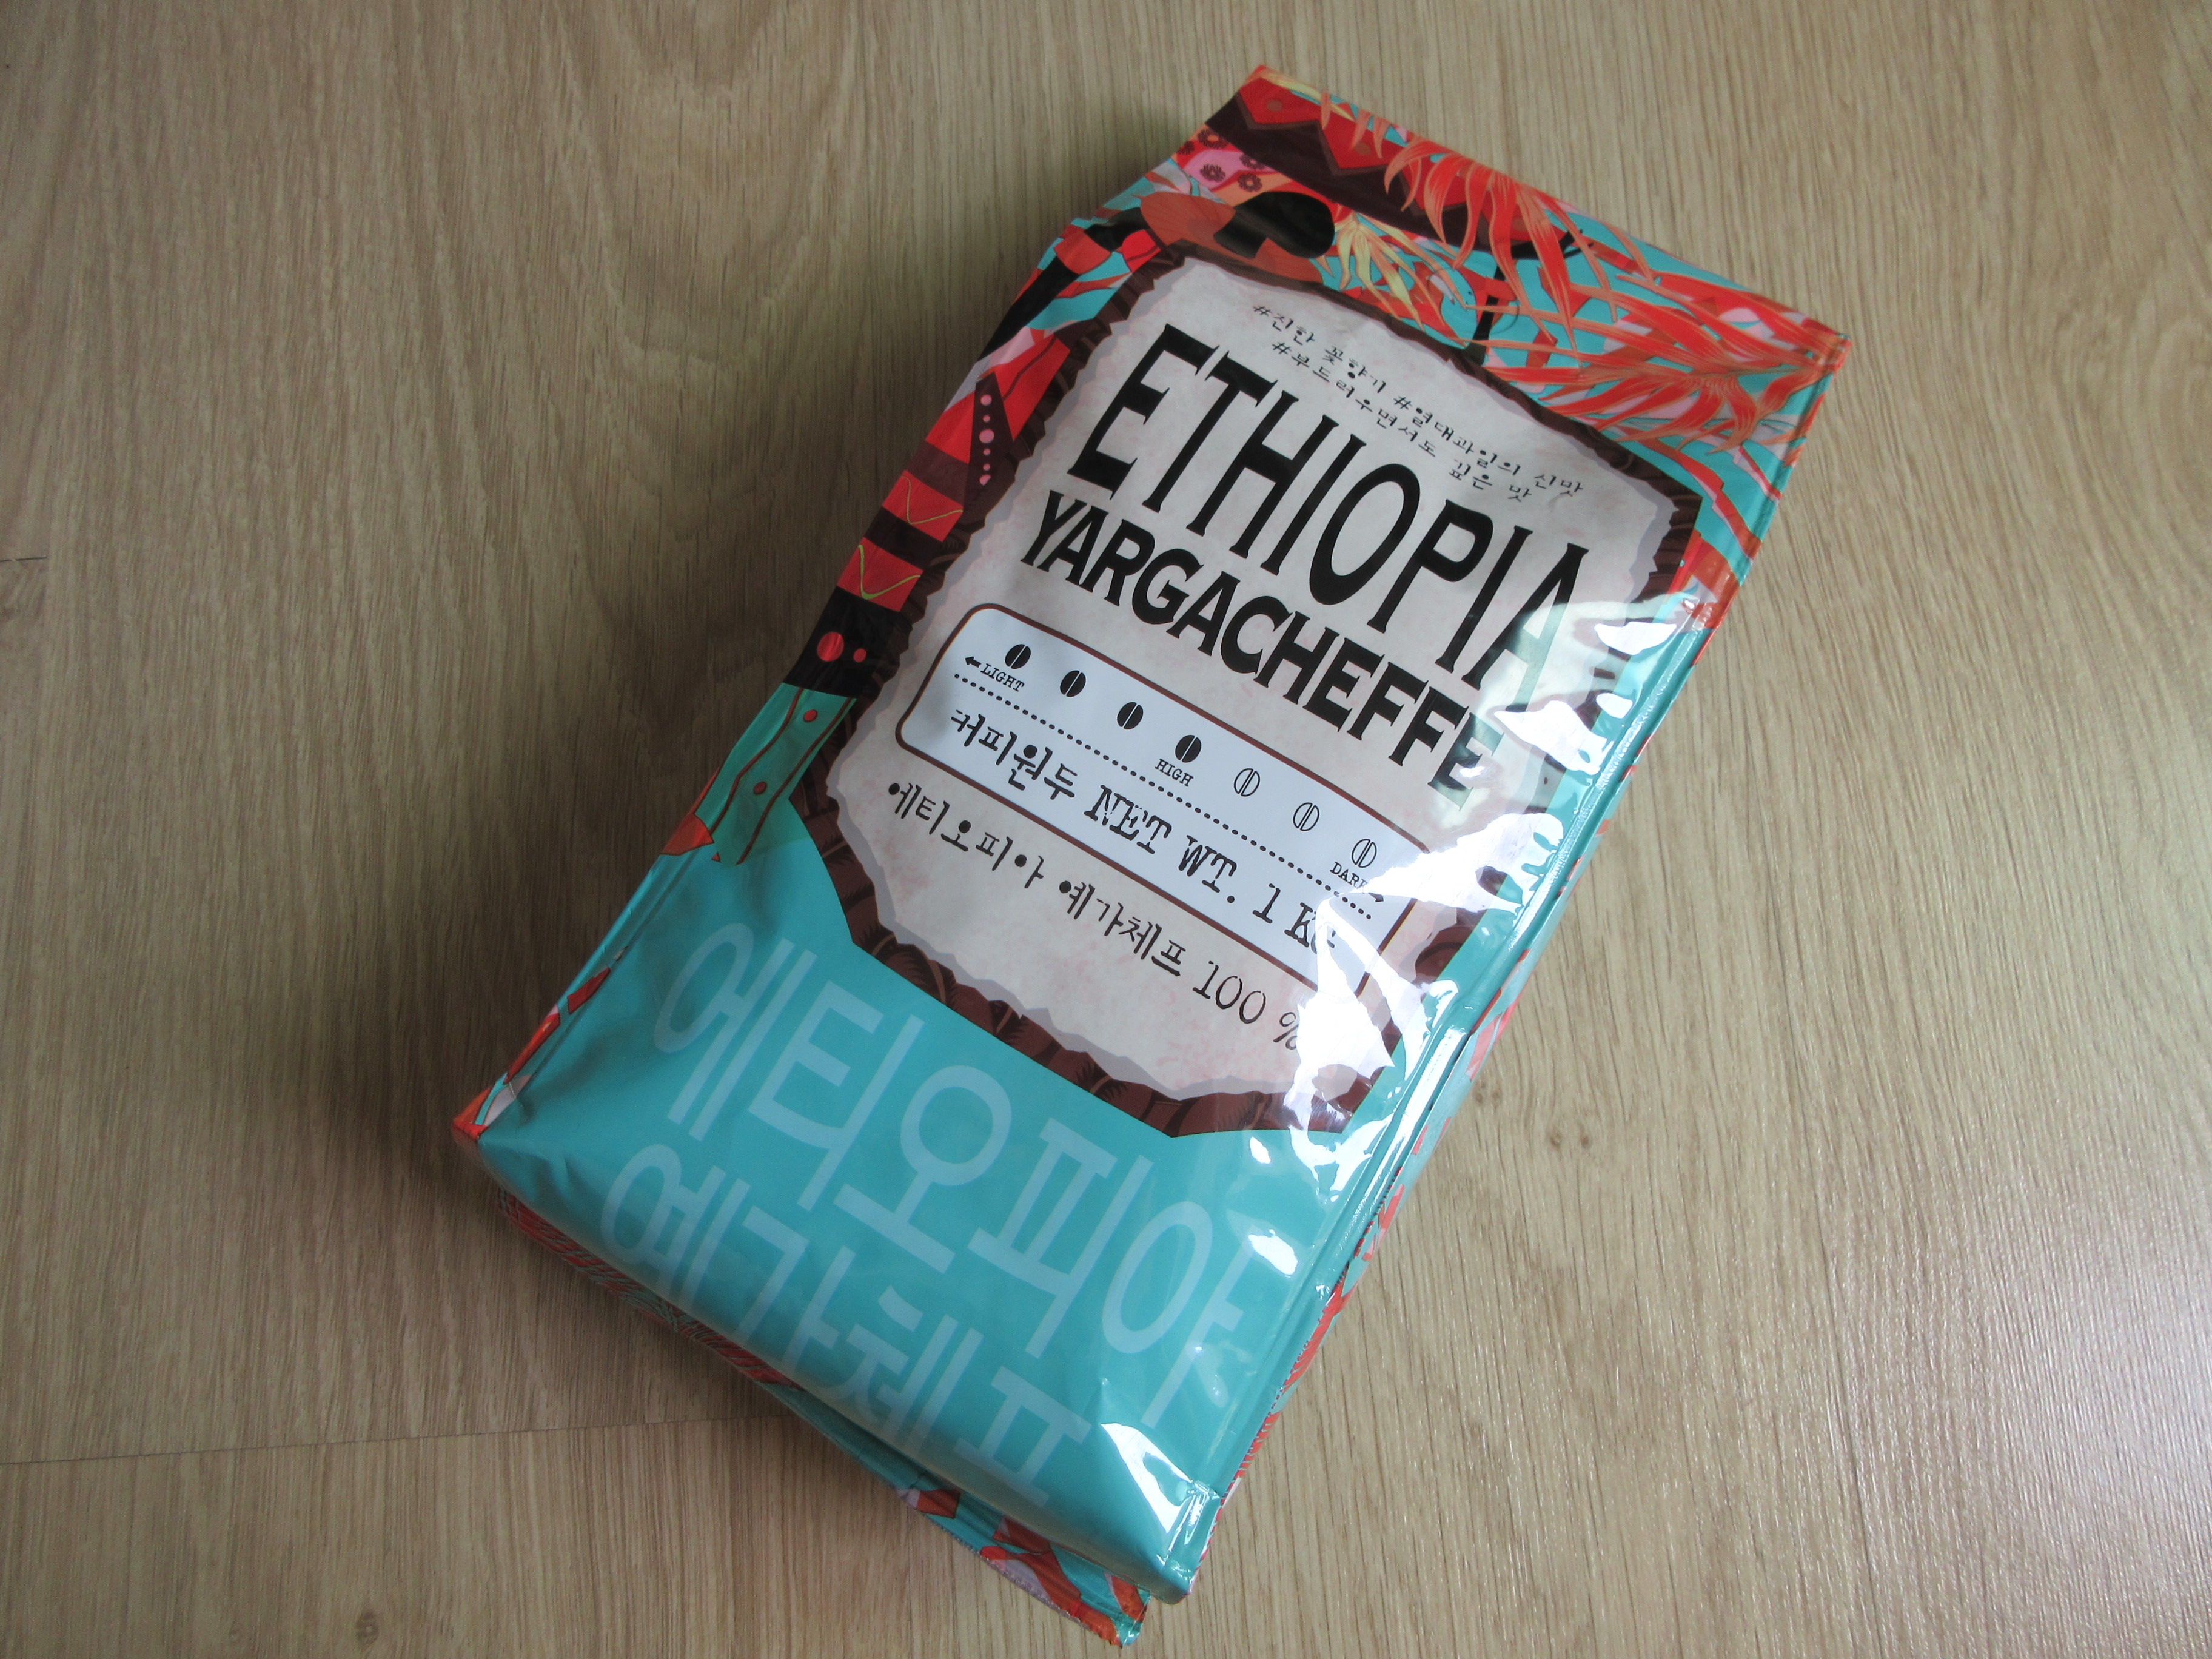 #진한 꽃향기 #열대과일의 신맛
#부드러우면서도 깊은 맛
ETHIOPIA
YARGACHEFFE
LIGHT HIGH DARK
커피원두 NET WT. 1 KG
에티오피아 예가체프 100 %
에티오피아
예가체프